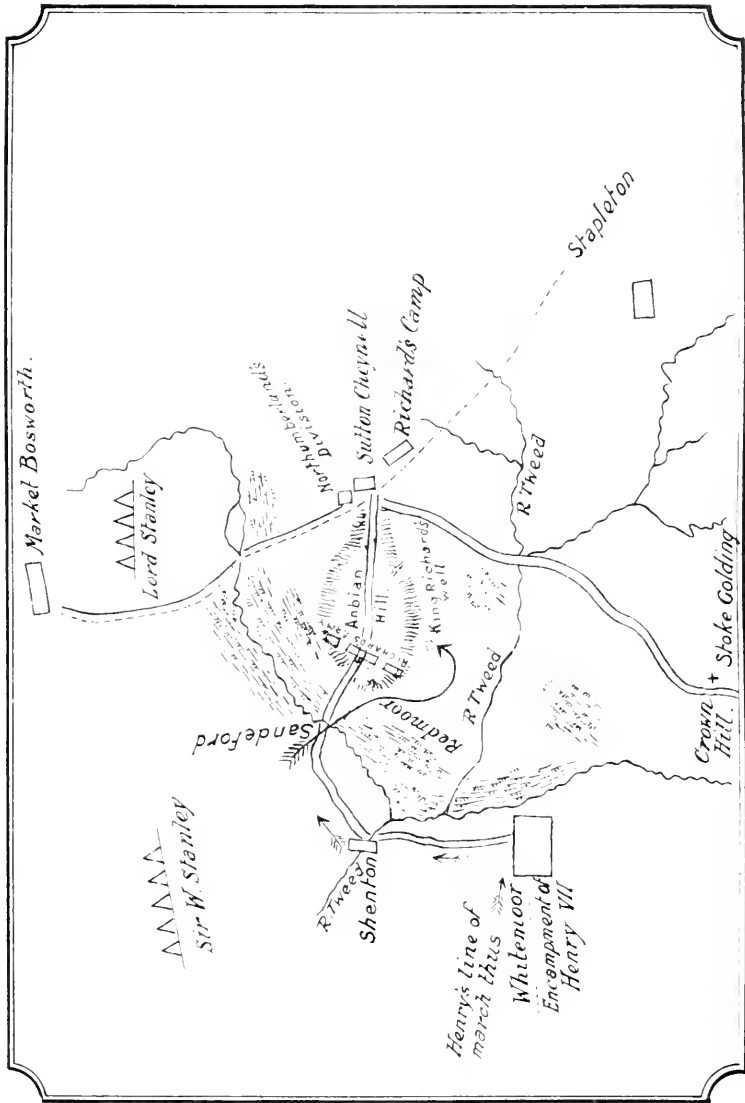 Market Bosworth.
Lord Stanley
Sir W. Stanley
Northumberland's
Division.
Sutton Cheynell
Richard's Camp
Stapleton
Anbian
Hill
King Richard's
well
Sandeford
Redmoor
R. Tweed
Shenton
R Tweed
R Tweed
Henry's line of
march thus
Whitemoor
Encampment of
Henry VII
Crown
Hill.
Stoke Golding